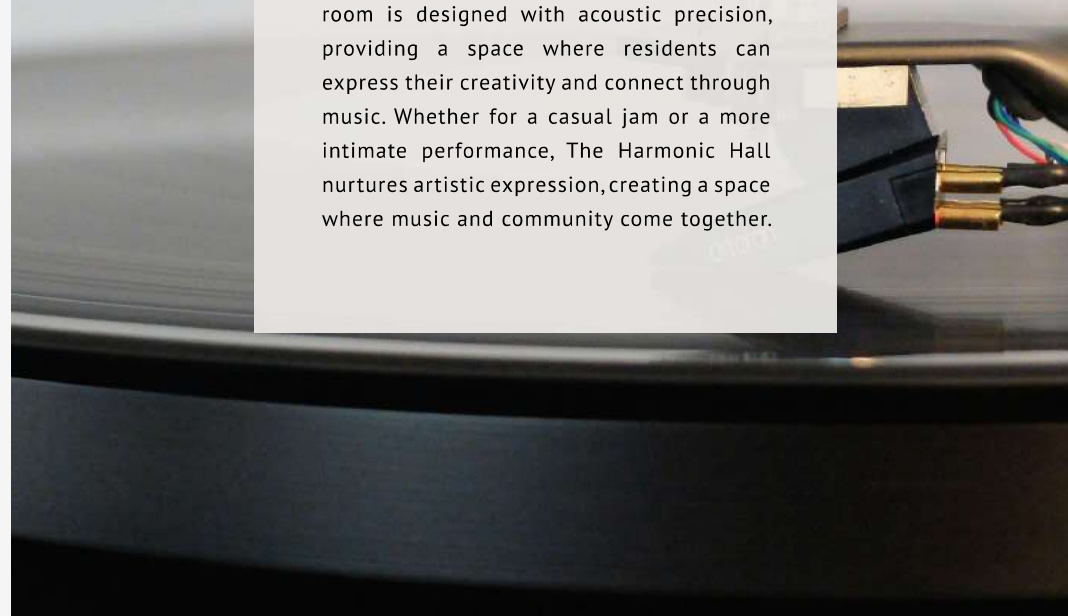 room is designed with acoustic precision,
providing a space where residents can
express their creativity and connect through
music. Whether for a casual jam or a more
intimate performance, The Harmonic Hall
nurtures artistic expression, creating a space
where music and community come together.